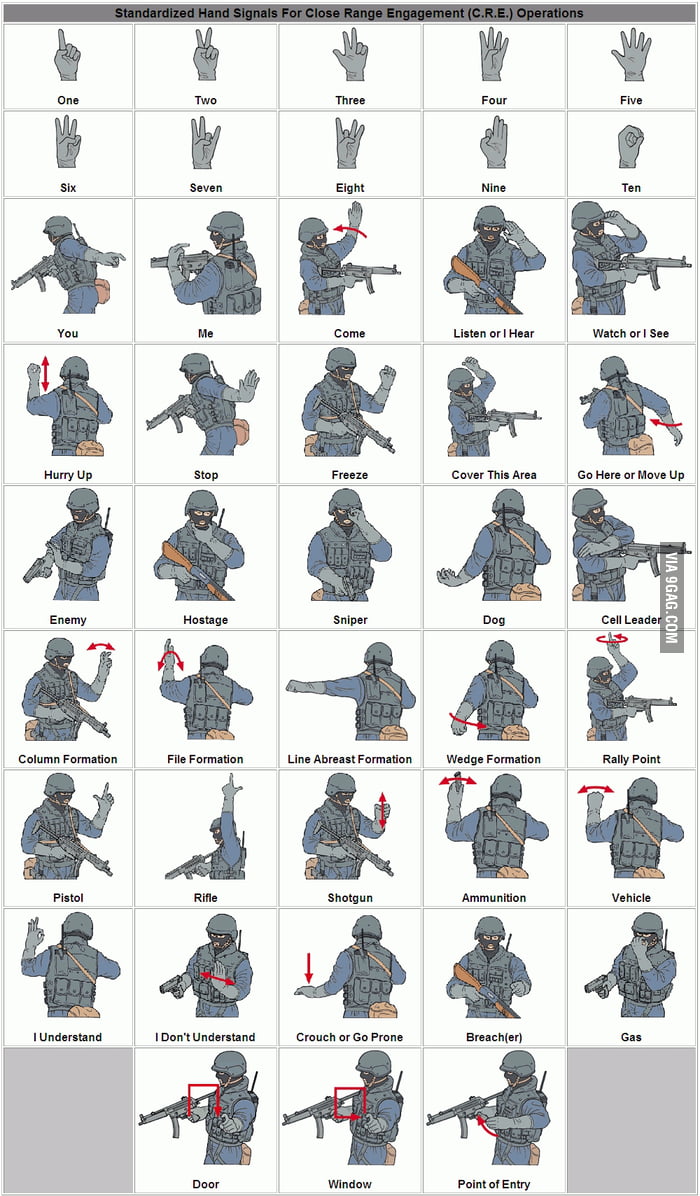 Standardized Hand Signals For Close Range Engagement (C.R.E.) Operations
One Two Three Four Five
Six Seven Eight Nine Ten
You Me Come Listen or I Hear Watch or I See
Hurry Up Stop Freeze Cover This Area Go Here or Move Up
Enemy Hostage Sniper Dog Cell Leader
VIA 9GAG.COM
Column Formation File Formation Line Abreast Formation Wedge Formation Rally Point
Pistol Rifle Shotgun Ammunition Vehicle
I Understand I Don't Understand Crouch or Go Prone Breach(er) Gas
Door Window Point of Entry